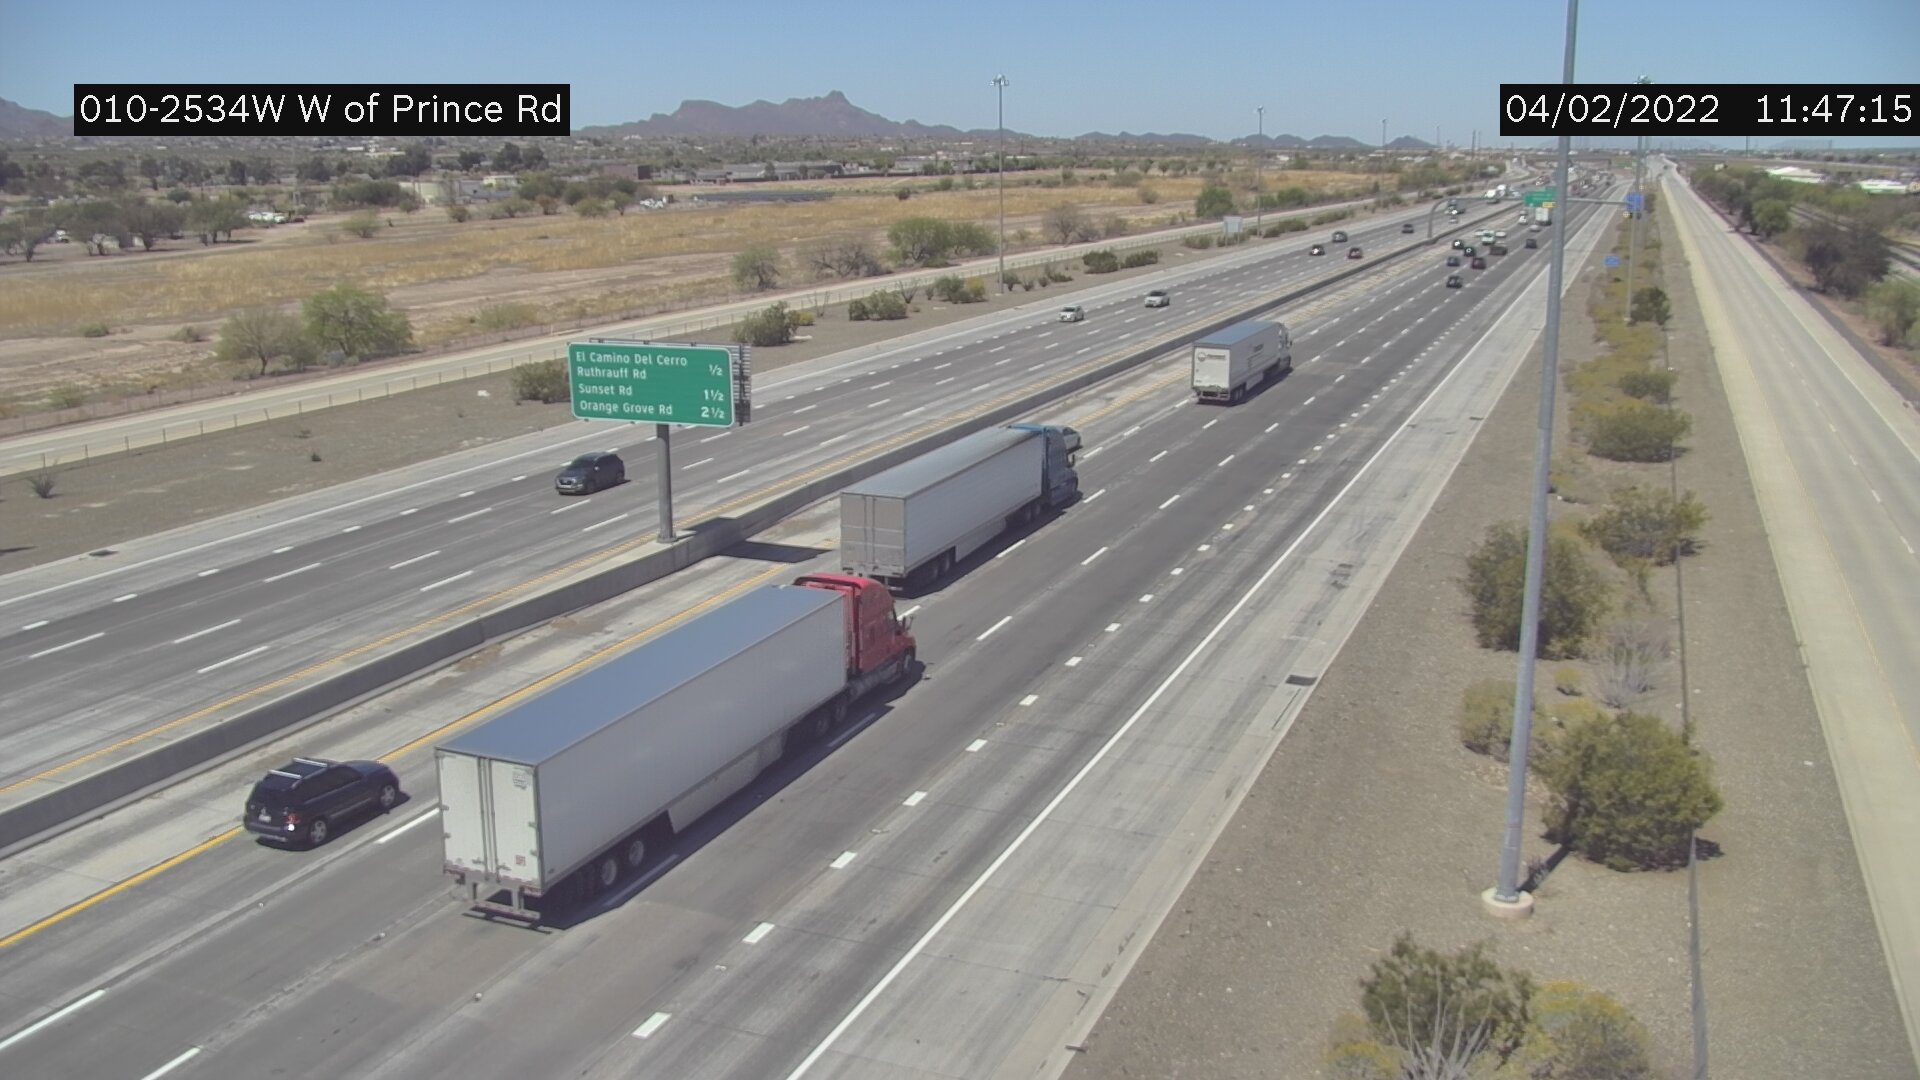 010-2534W W of Prince Rd
04/02/2022 11:47:15
El Camino Del Cerro
Ruthrauff Rd ½
Sunset Rd 1½
Orange Grove Rd 2½